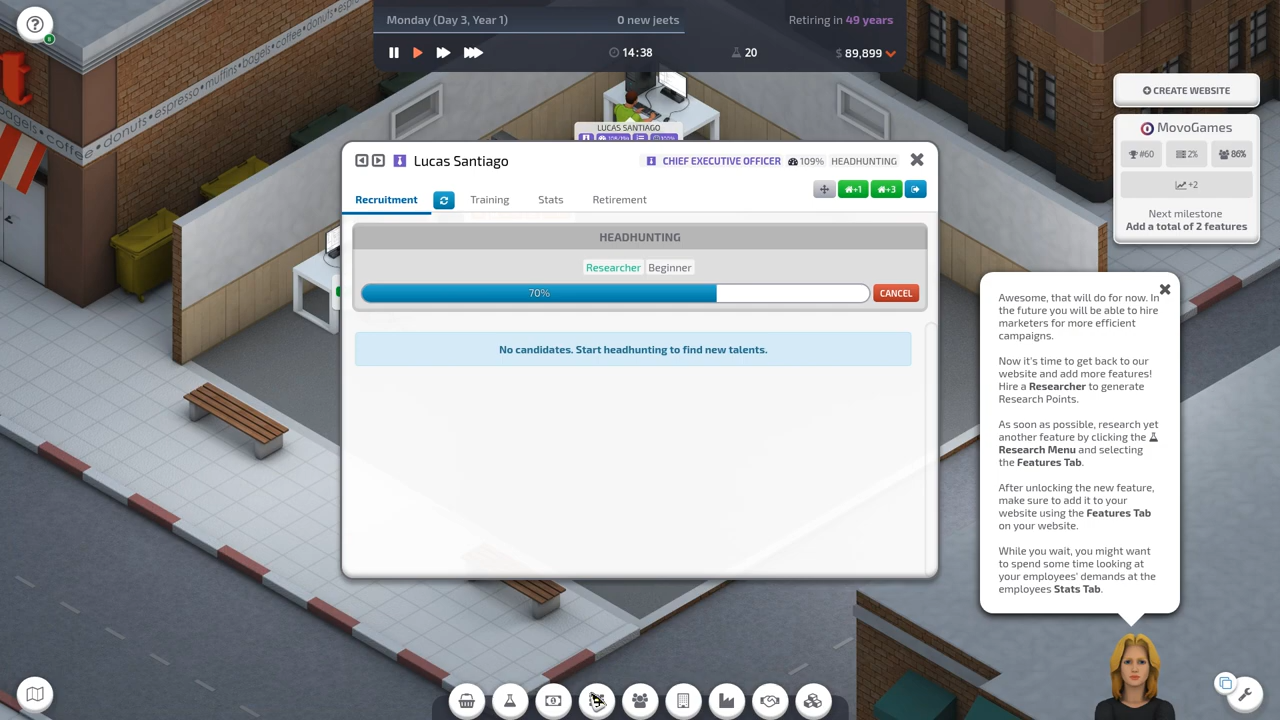 Monday (Day 3, Year 1)
0 new jeets
Retiring in 49 years
14:38
20
$ 89,899
donuts•espresso•muffins•bagels•coffee•donuts•espresso
bagels•coffee
t
CREATE WEBSITE
MovoGames
#60
2%
86%
+2
Next milestone
Add a total of 2 features
LUCAS SANTIAGO
Lucas Santiago
CHIEF EXECUTIVE OFFICER
109%
HEADHUNTING
+1
+3
Recruitment
Training
Stats
Retirement
HEADHUNTING
Researcher
Beginner
70%
CANCEL
No candidates. Start headhunting to find new talents.
Awesome, that will do for now. In
the future you will be able to hire
marketers for more efficient
campaigns.
Now it's time to get back to our
website and add more features!
Hire a Researcher to generate
Research Points.
As soon as possible, research yet
another feature by clicking the
Research Menu and selecting
the Features Tab.
After unlocking the new feature,
make sure to add it to your
website using the Features Tab
on your website.
While you wait, you might want
to spend some time looking at
your employees' demands at the
employees Stats Tab.